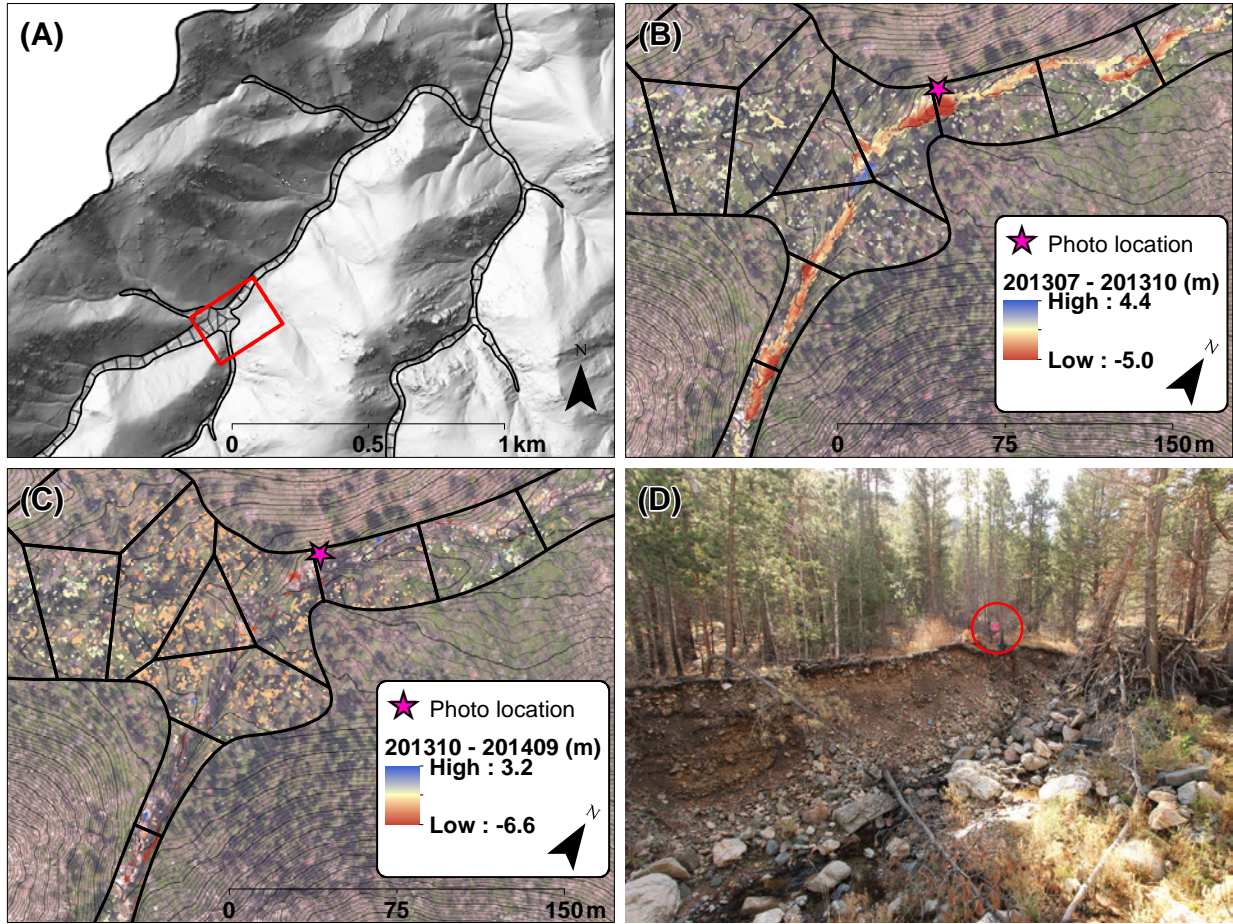 (A)
N
0 0.5 1 km
(B)
Photo location
201307 - 201310 (m)
High : 4.4
Low : -5.0
N
0 75 150 m
(C)
Photo location
201310 - 201409 (m)
High : 3.2
Low : -6.6
N
0 75 150 m
(D)